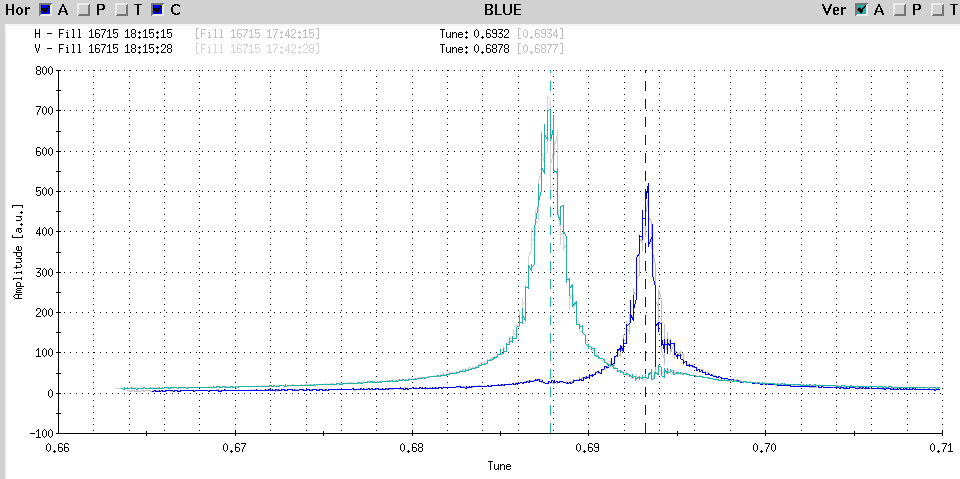 Hor A P T C BLUE Ver A P T
H - Fill 16715 18:15:15 [Fill 16715 17:42:15] Tune: 0.6932 [0.6934]
V - Fill 16715 18:15:28 [Fill 16715 17:42:28] Tune: 0.6878 [0.6877]
800
700
600
500
400
300
200
100
0
-100
Amplitude [a.u.]
0.66 0.67 0.68 0.69 0.70 0.71
Tune